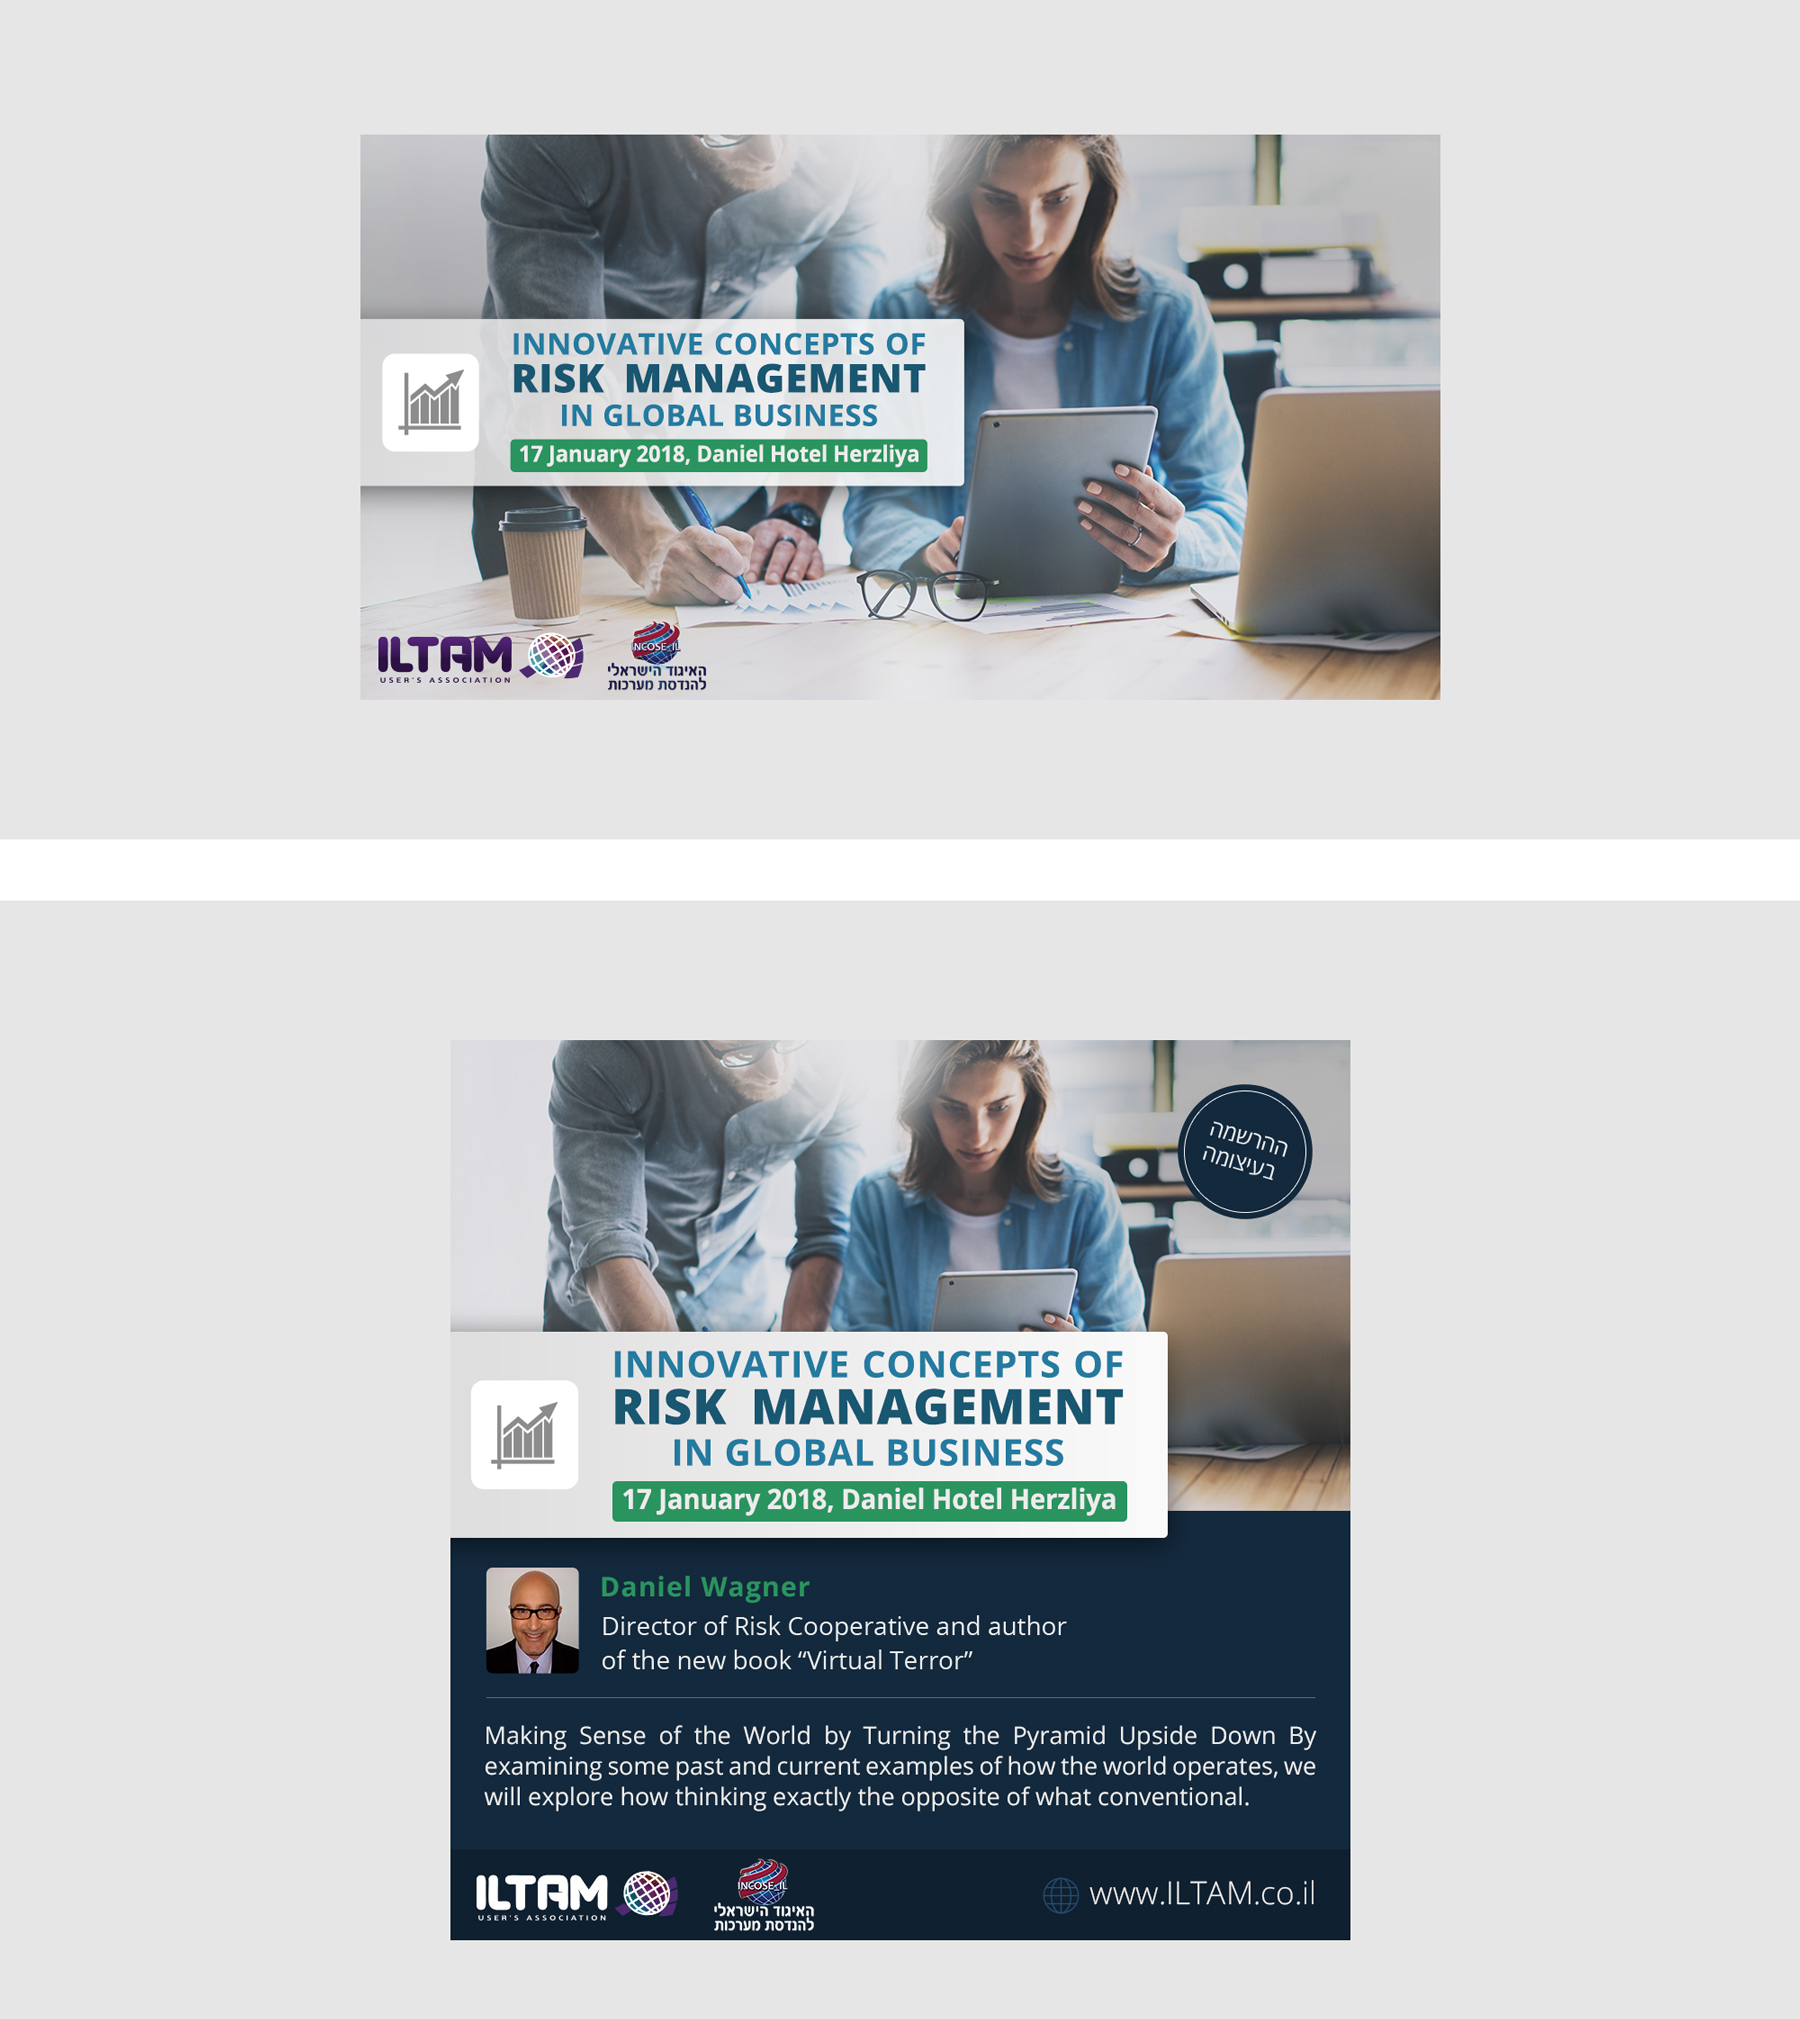 INNOVATIVE CONCEPTS OF
RISK MANAGEMENT
IN GLOBAL BUSINESS
17 January 2018, Daniel Hotel Herzliya
ILTAM
USER'S ASSOCIATION
INCOSE_IL
האיגוד הישראלי
להנדסת מערכות
ההרשמה
בעיצומה
INNOVATIVE CONCEPTS OF
RISK MANAGEMENT
IN GLOBAL BUSINESS
17 January 2018, Daniel Hotel Herzliya
Daniel Wagner
Director of Risk Cooperative and author
of the new book “Virtual Terror”
Making Sense of the World by Turning the Pyramid Upside Down By
examining some past and current examples of how the world operates, we
will explore how thinking exactly the opposite of what conventional.
ILTAM
USER'S ASSOCIATION
INCOSE_IL
האיגוד הישראלי
להנדסת מערכות
www.ILTAM.co.il